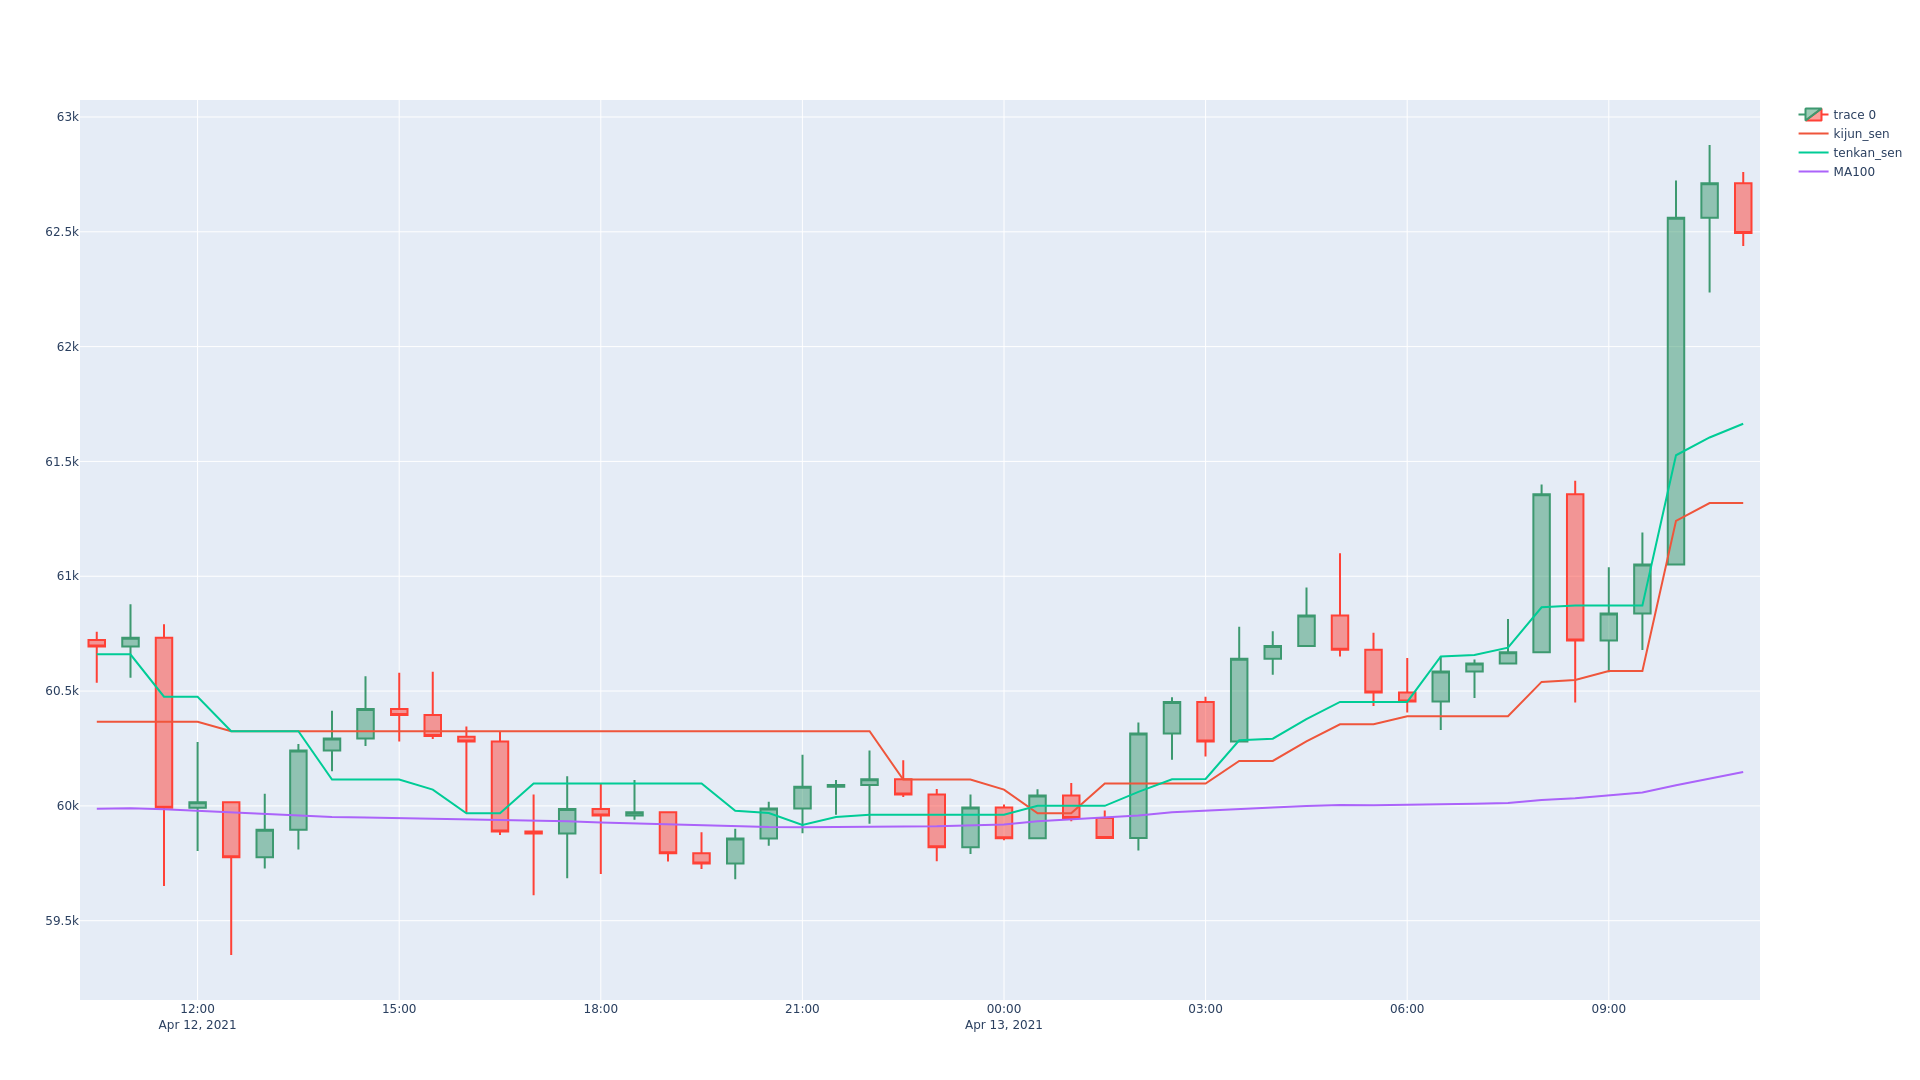 63k
62.5k
62k
61.5k
61k
60.5k
60k
59.5k
12:00
Apr 12, 2021
15:00
18:00
21:00
00:00
Apr 13, 2021
03:00
06:00
09:00
trace 0
kijun_sen
tenkan_sen
MA100